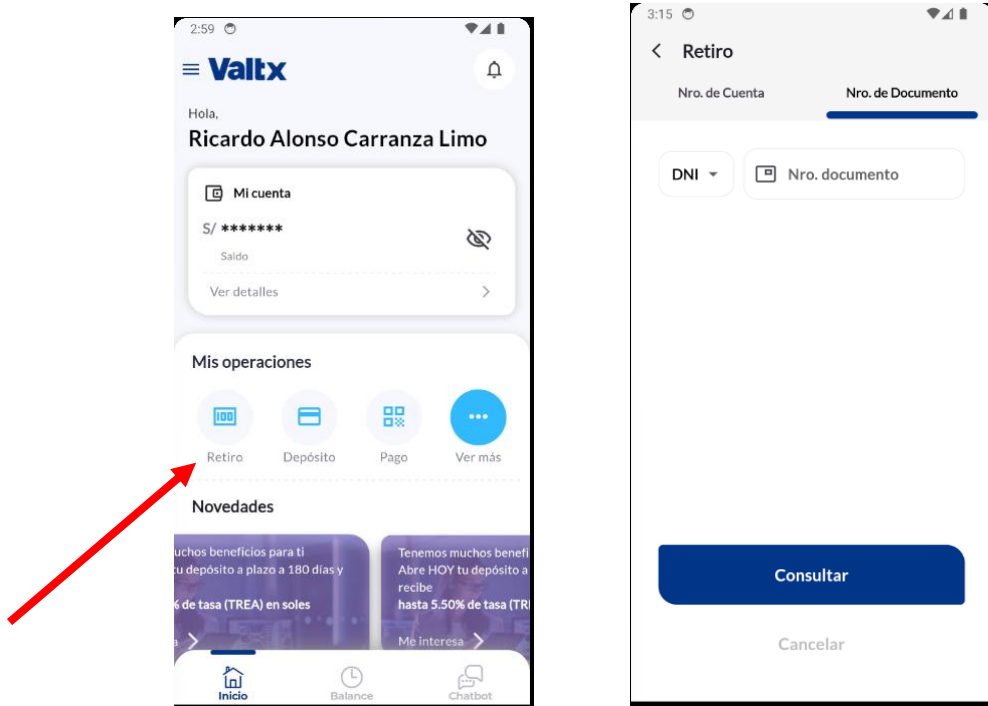 2:59
Valtx
Hola,
Ricardo Alonso Carranza Limo
Mi cuenta
S/ *******
Saldo
Ver detalles
Mis operaciones
100
Retiro Depósito Pago Ver más
Novedades
uchos beneficios para ti
tu depósito a plazo a 180 días y
% de tasa (TREA) en soles
Tenemos muchos benefi
Abre HOY tu depósito a
recibe
hasta 5.50% de tasa (TR
Me interesa
Inicio Balance Chatbot
3:15
Retiro
Nro. de Cuenta Nro. de Documento
DNI Nro. documento
Consultar
Cancelar